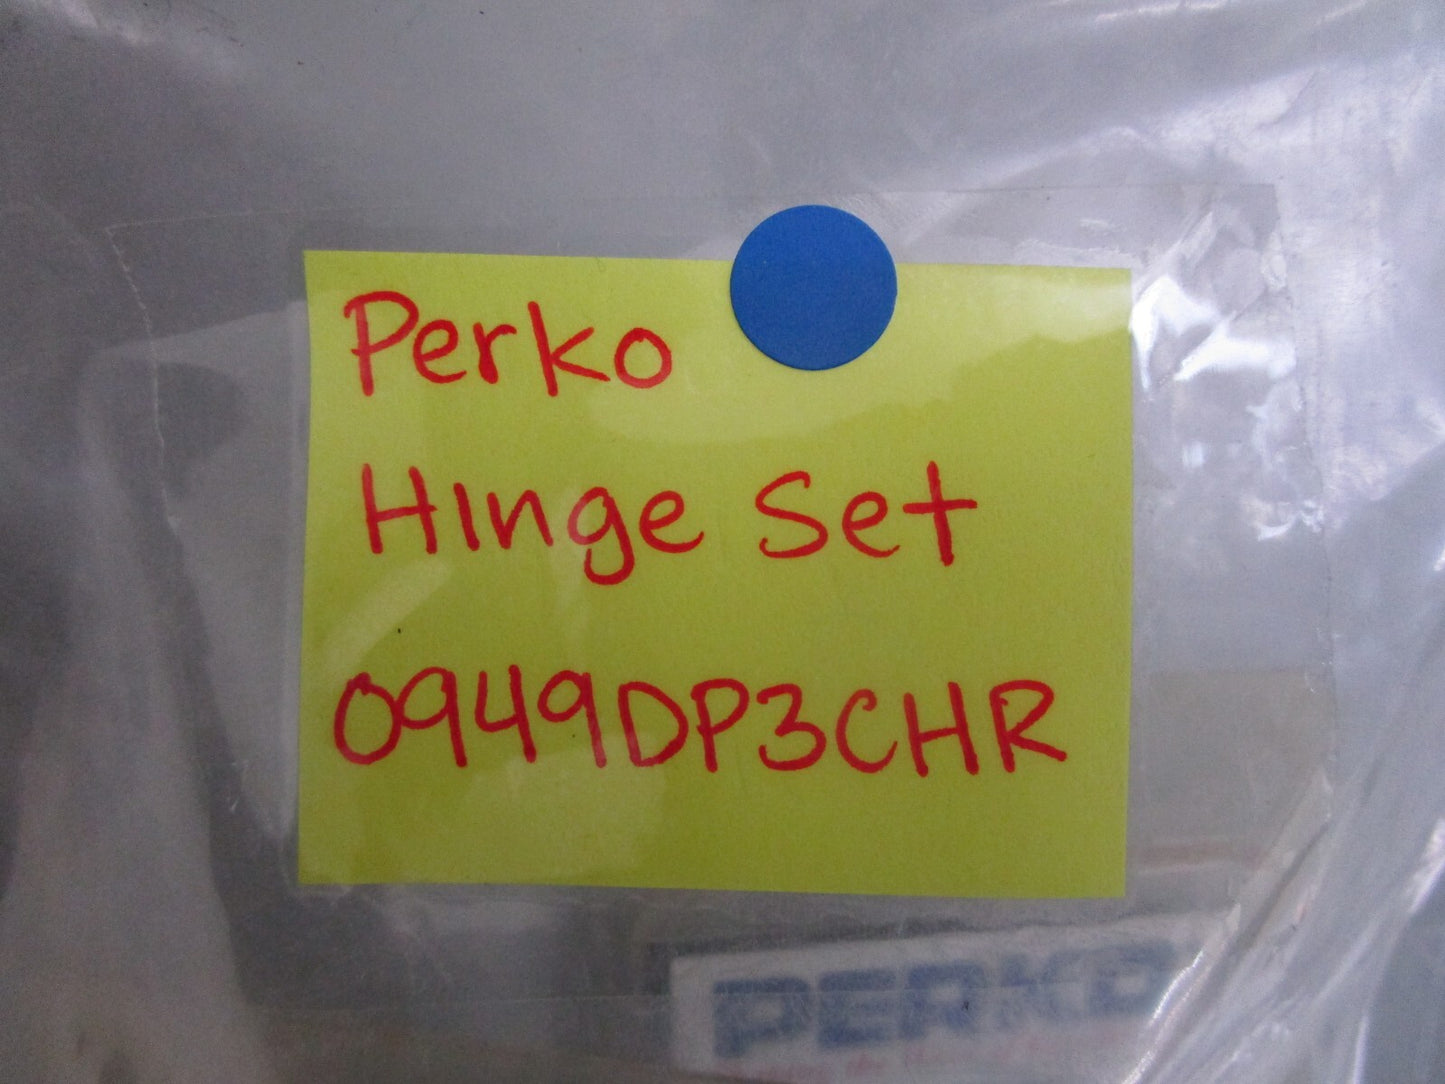 Perko
Hinge Set
0949DP3CHR
PERKO